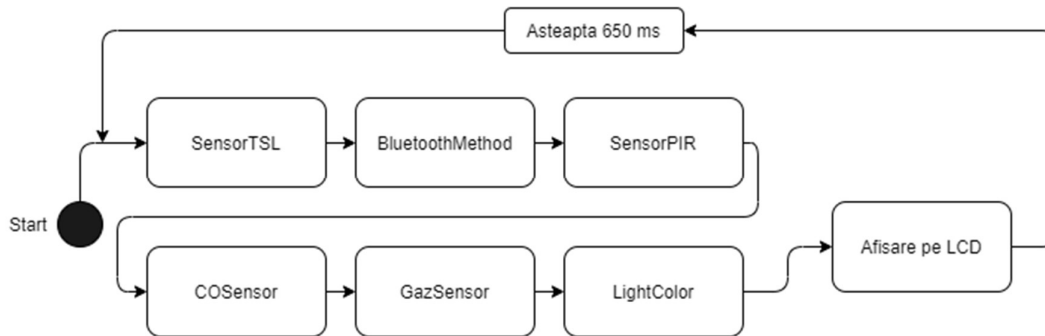 Asteapta 650 ms
SensorTSL
BluetoothMethod
SensorPIR
Start
Afisare pe LCD
COSensor
GazSensor
LightColor